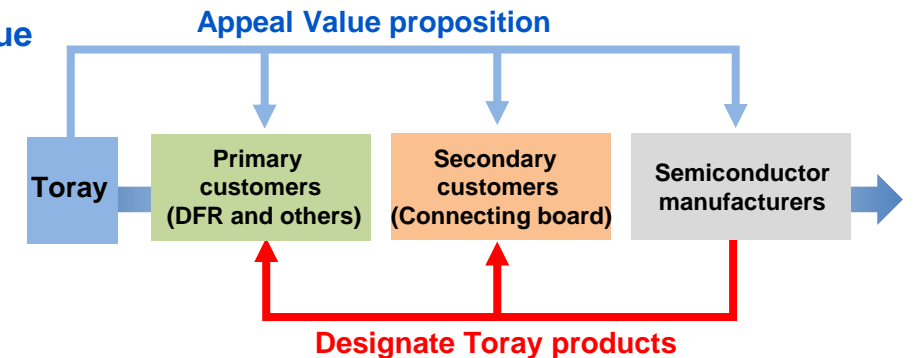 Appeal Value proposition
ue
Toray
Primary
customers
(DFR and others)
Secondary
customers
(Connecting board)
Semiconductor
manufacturers
Designate Toray products